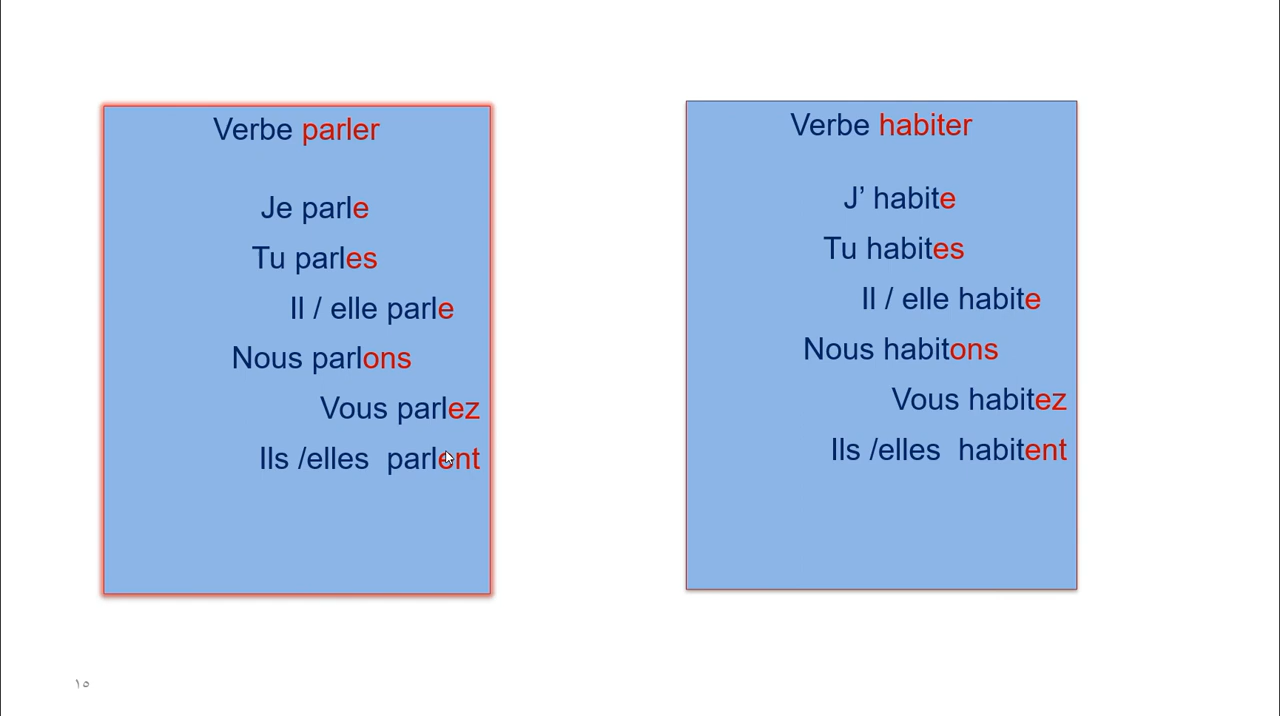 Verbe parler
Je parle
Tu parles
Il / elle parle
Nous parlons
Vous parlez
Ils /elles  parlent
Verbe habiter
J’ habite
Tu habites
Il / elle habite
Nous habitons
Vous habitez
Ils /elles  habitent
١٥